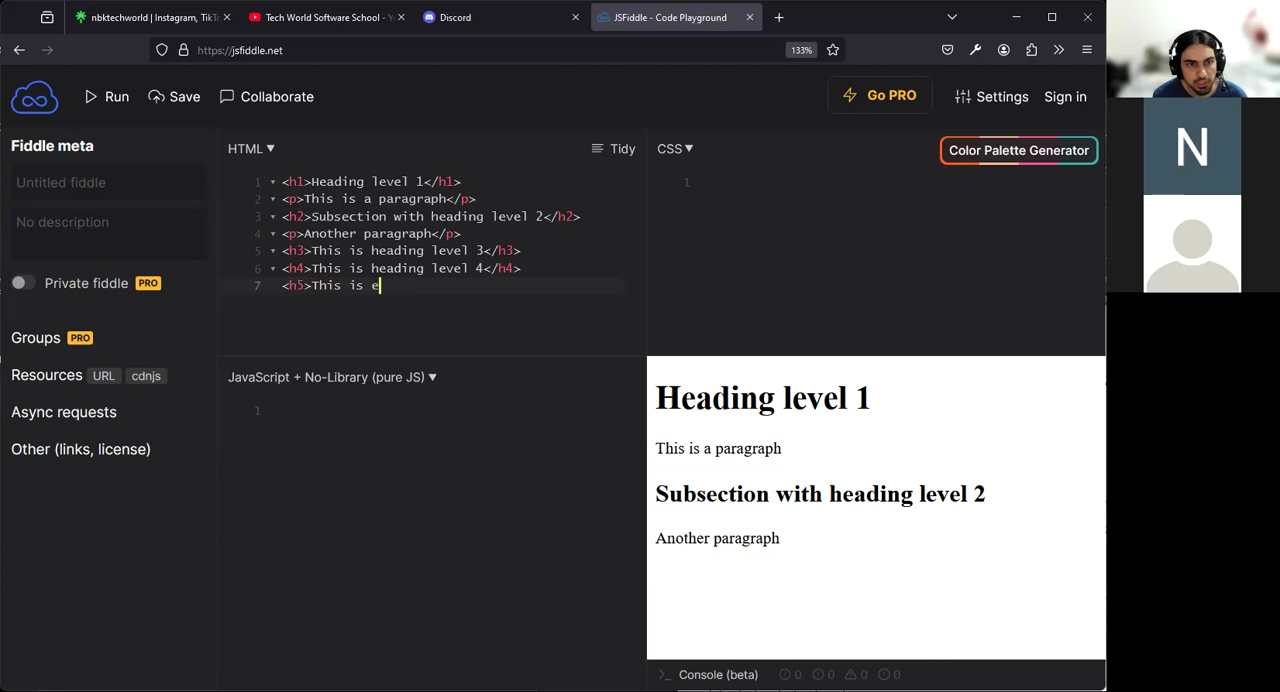 nbktechworld | Instagram, TikTo
Tech World Software School - Y
Discord
JSFiddle - Code Playground
https://jsfiddle.net
133%
Run
Save
Collaborate
Go PRO
Settings
Sign in
Fiddle meta
Untitled fiddle
No description
Private fiddle PRO
Groups PRO
Resources URL cdnjs
Async requests
Other (links, license)
HTML
Tidy
1 <h1>Heading level 1</h1>
2 <p>This is a paragraph</p>
3 <h2>Subsection with heading level 2</h2>
4 <p>Another paragraph</p>
5 <h3>This is heading level 3</h3>
6 <h4>This is heading level 4</h4>
7 <h5>This is e
CSS
Color Palette Generator
1
JavaScript + No-Library (pure JS)
1
Heading level 1
This is a paragraph
Subsection with heading level 2
Another paragraph
Console (beta) 0 0 0 0
N